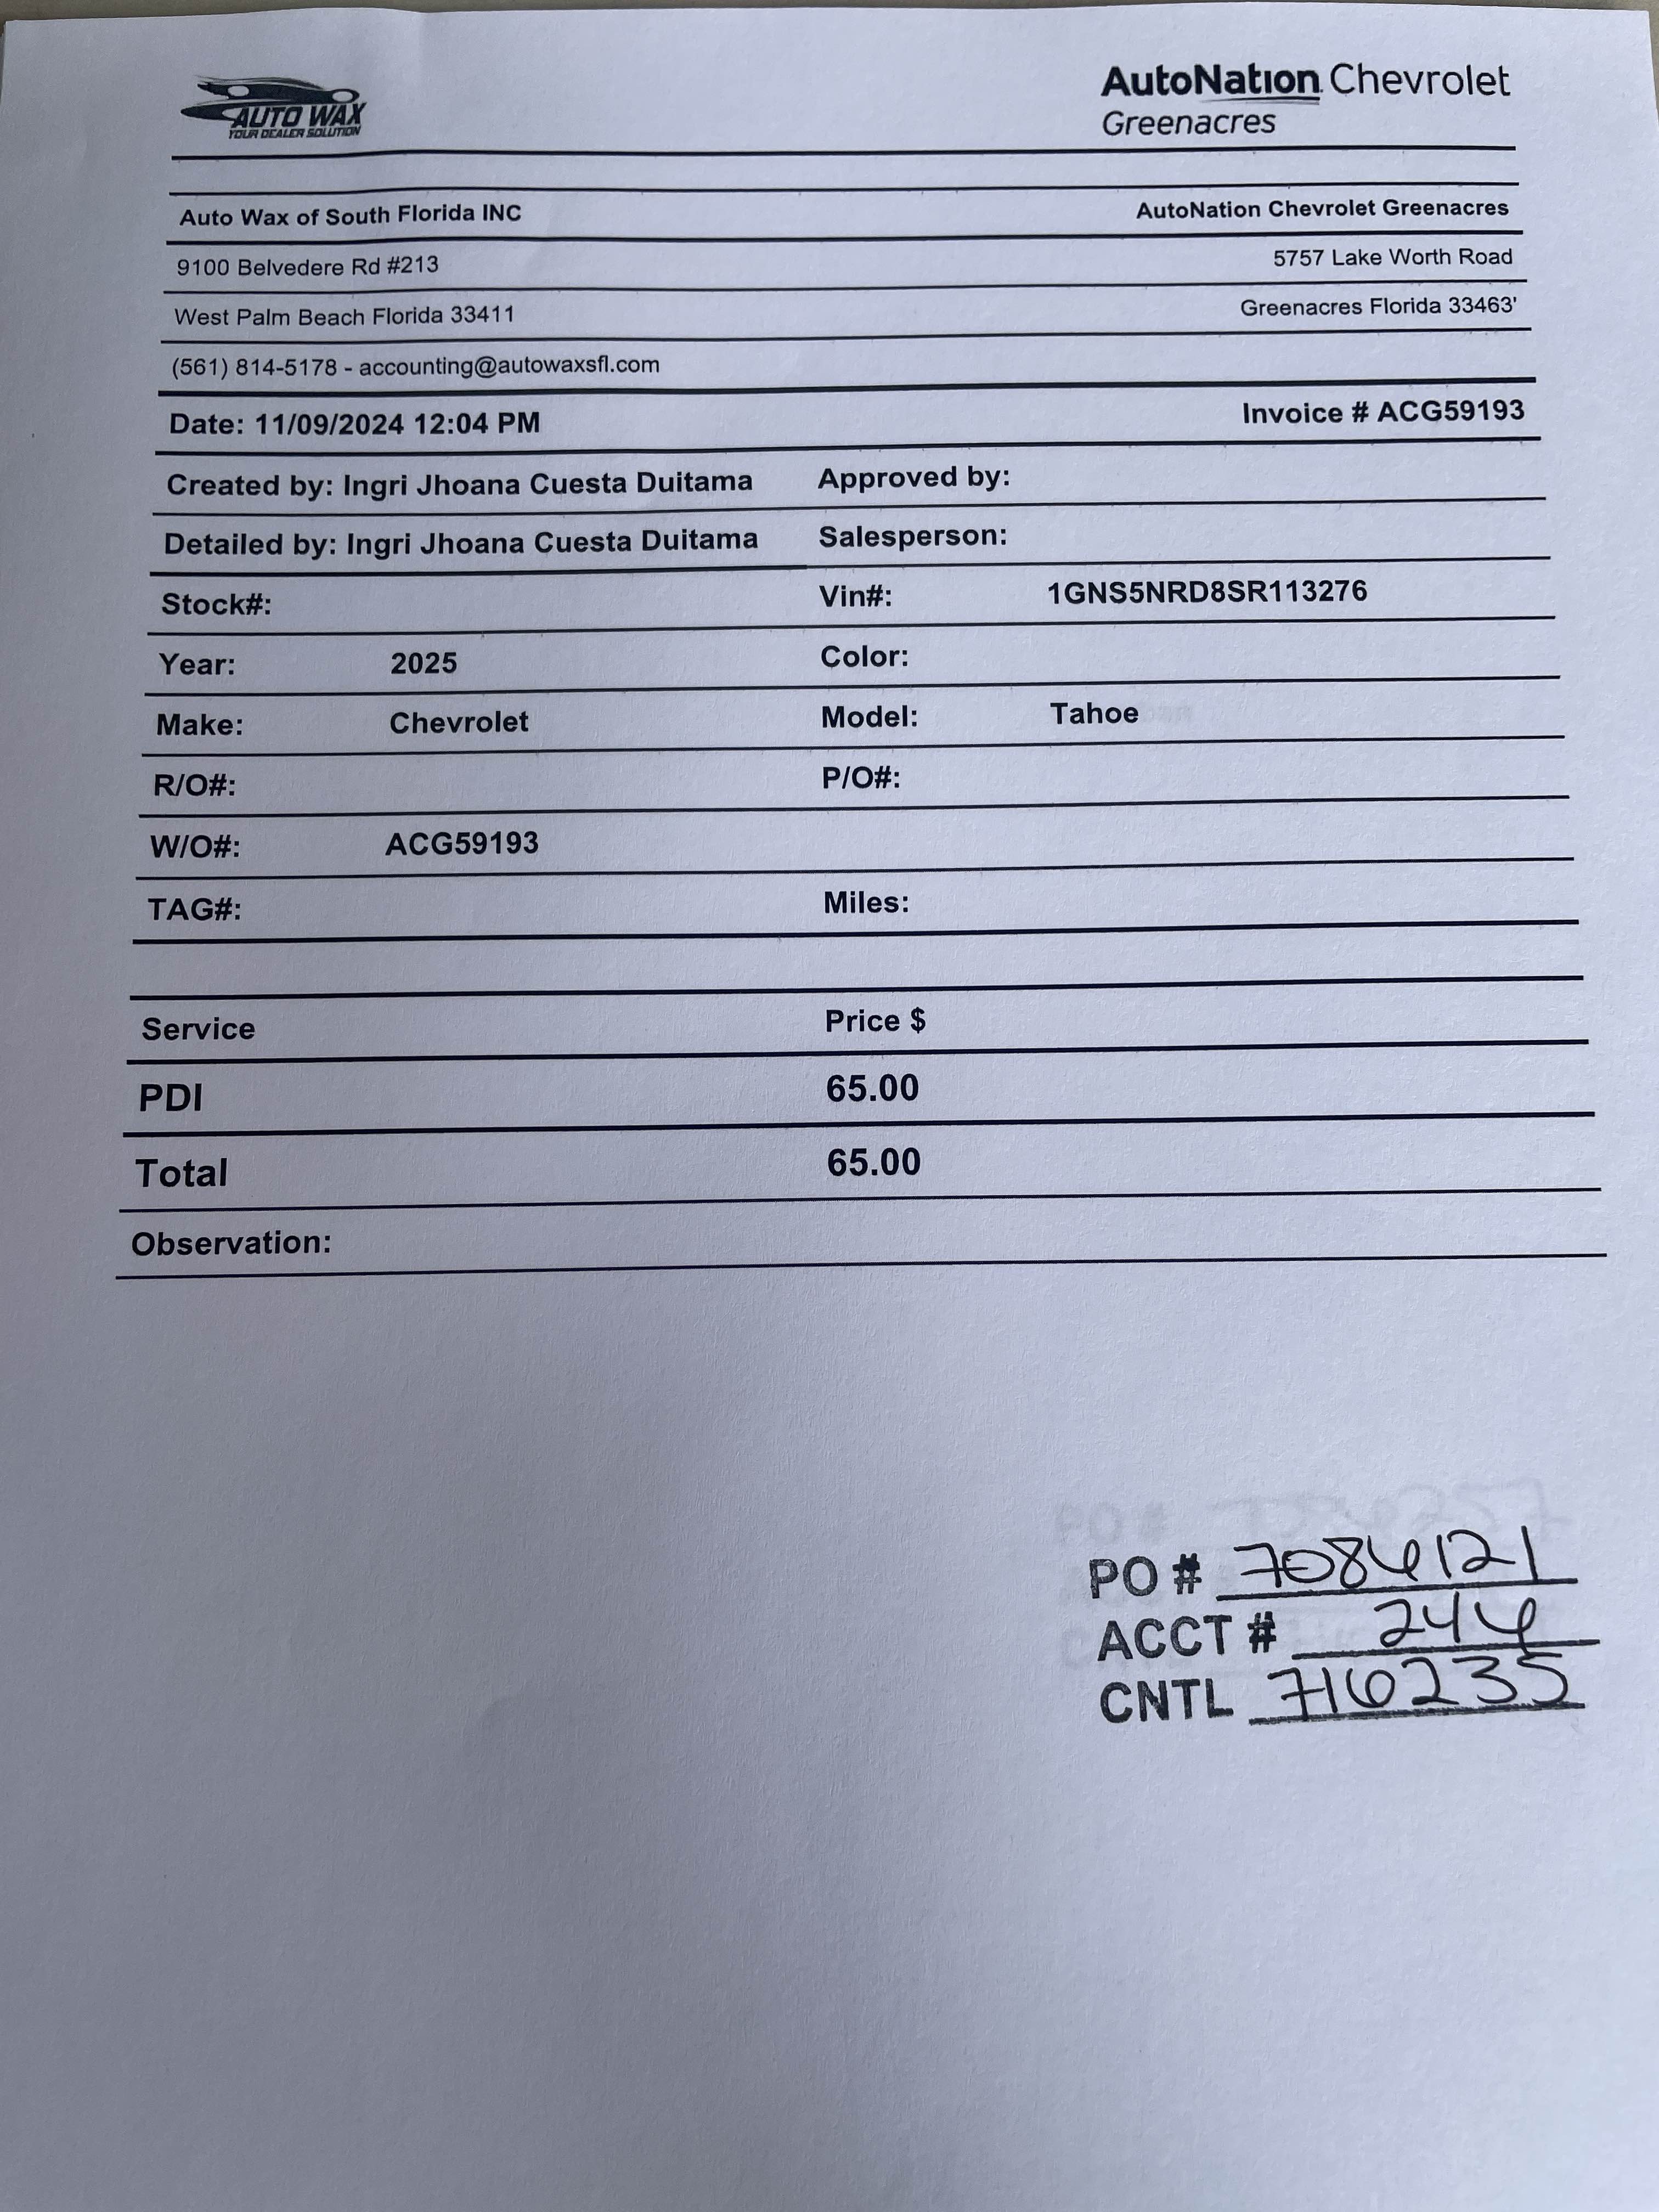 AUTO WAX
YOUR DEALER SOLUTION
AutoNation Chevrolet
Greenacres
Auto Wax of South Florida INC AutoNation Chevrolet Greenacres
9100 Belvedere Rd #213 5757 Lake Worth Road
West Palm Beach Florida 33411 Greenacres Florida 33463'
(561) 814-5178 - accounting@autowaxsfl.com
Date: 11/09/2024 12:04 PM Invoice # ACG59193
Created by: Ingri Jhoana Cuesta Duitama Approved by:
Detailed by: Ingri Jhoana Cuesta Duitama Salesperson:
Stock#: Vin#: 1GNS5NRD8SR113276
Year: 2025 Color:
Make: Chevrolet Model: Tahoe
R/O#: P/O#:
W/O#: ACG59193
TAG#: Miles:
Service Price $
PDI 65.00
Total 65.00
Observation:
PO #
ACCT #
CNTL 716235